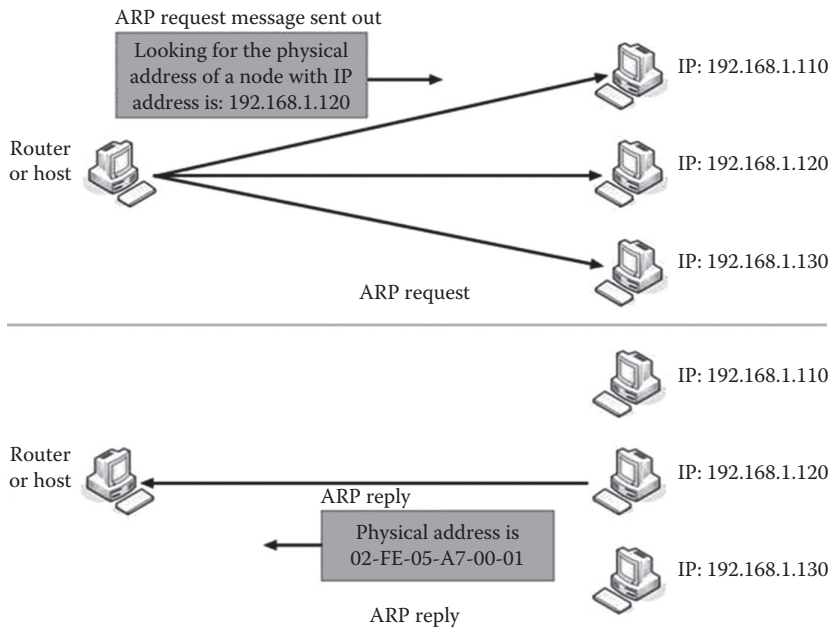 ARP request message sent out
Looking for the physical
address of a node with IP
address is: 192.168.1.120
IP: 192.168.1.110
Router
or host
IP: 192.168.1.120
IP: 192.168.1.130
ARP request
IP: 192.168.1.110
Router
or host
IP: 192.168.1.120
ARP reply
Physical address is
02-FE-05-A7-00-01
IP: 192.168.1.130
ARP reply